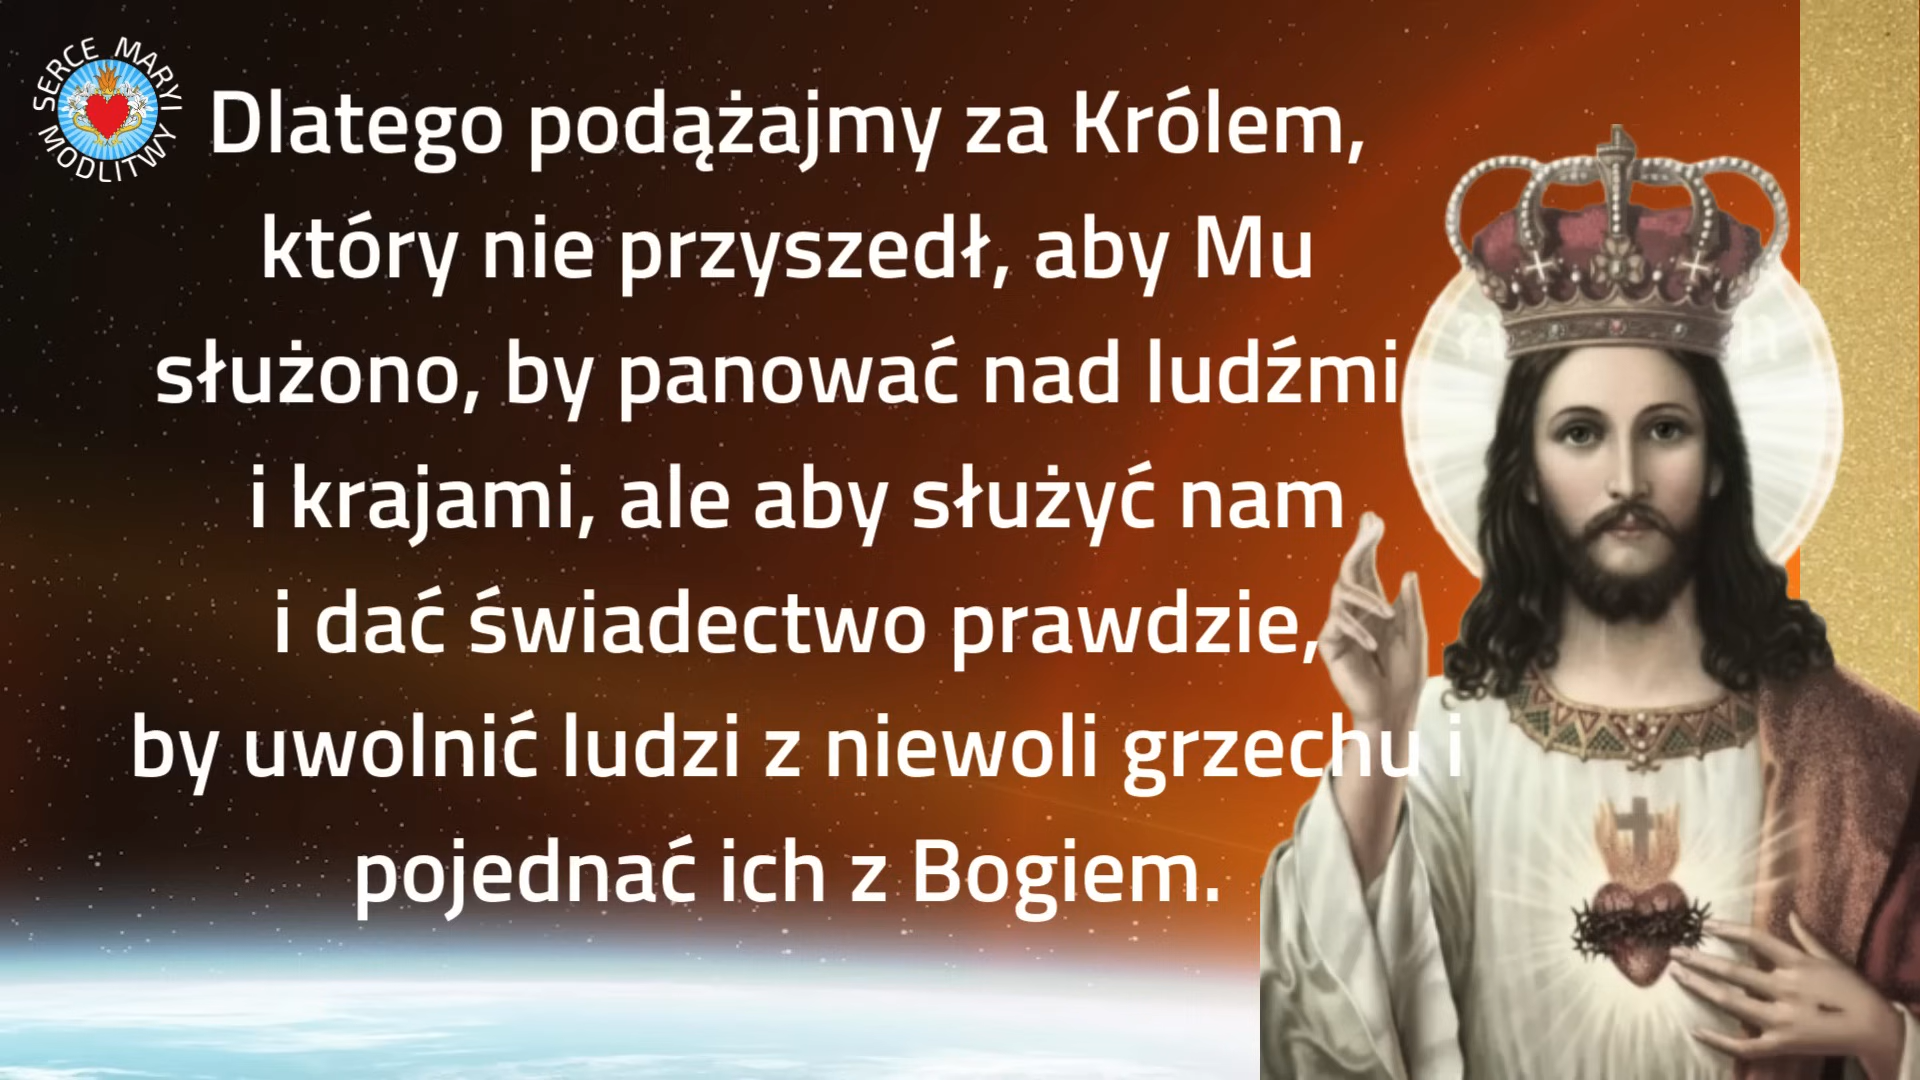 SERCE MARYI
MODLITWY
Dlatego podążajmy za Królem,
który nie przyszedł, aby Mu
służono, by panować nad ludźmi
i krajami, ale aby służyć nam
i dać świadectwo prawdzie,
by uwolnić ludzi z niewoli grzechu i
pojednać ich z Bogiem.